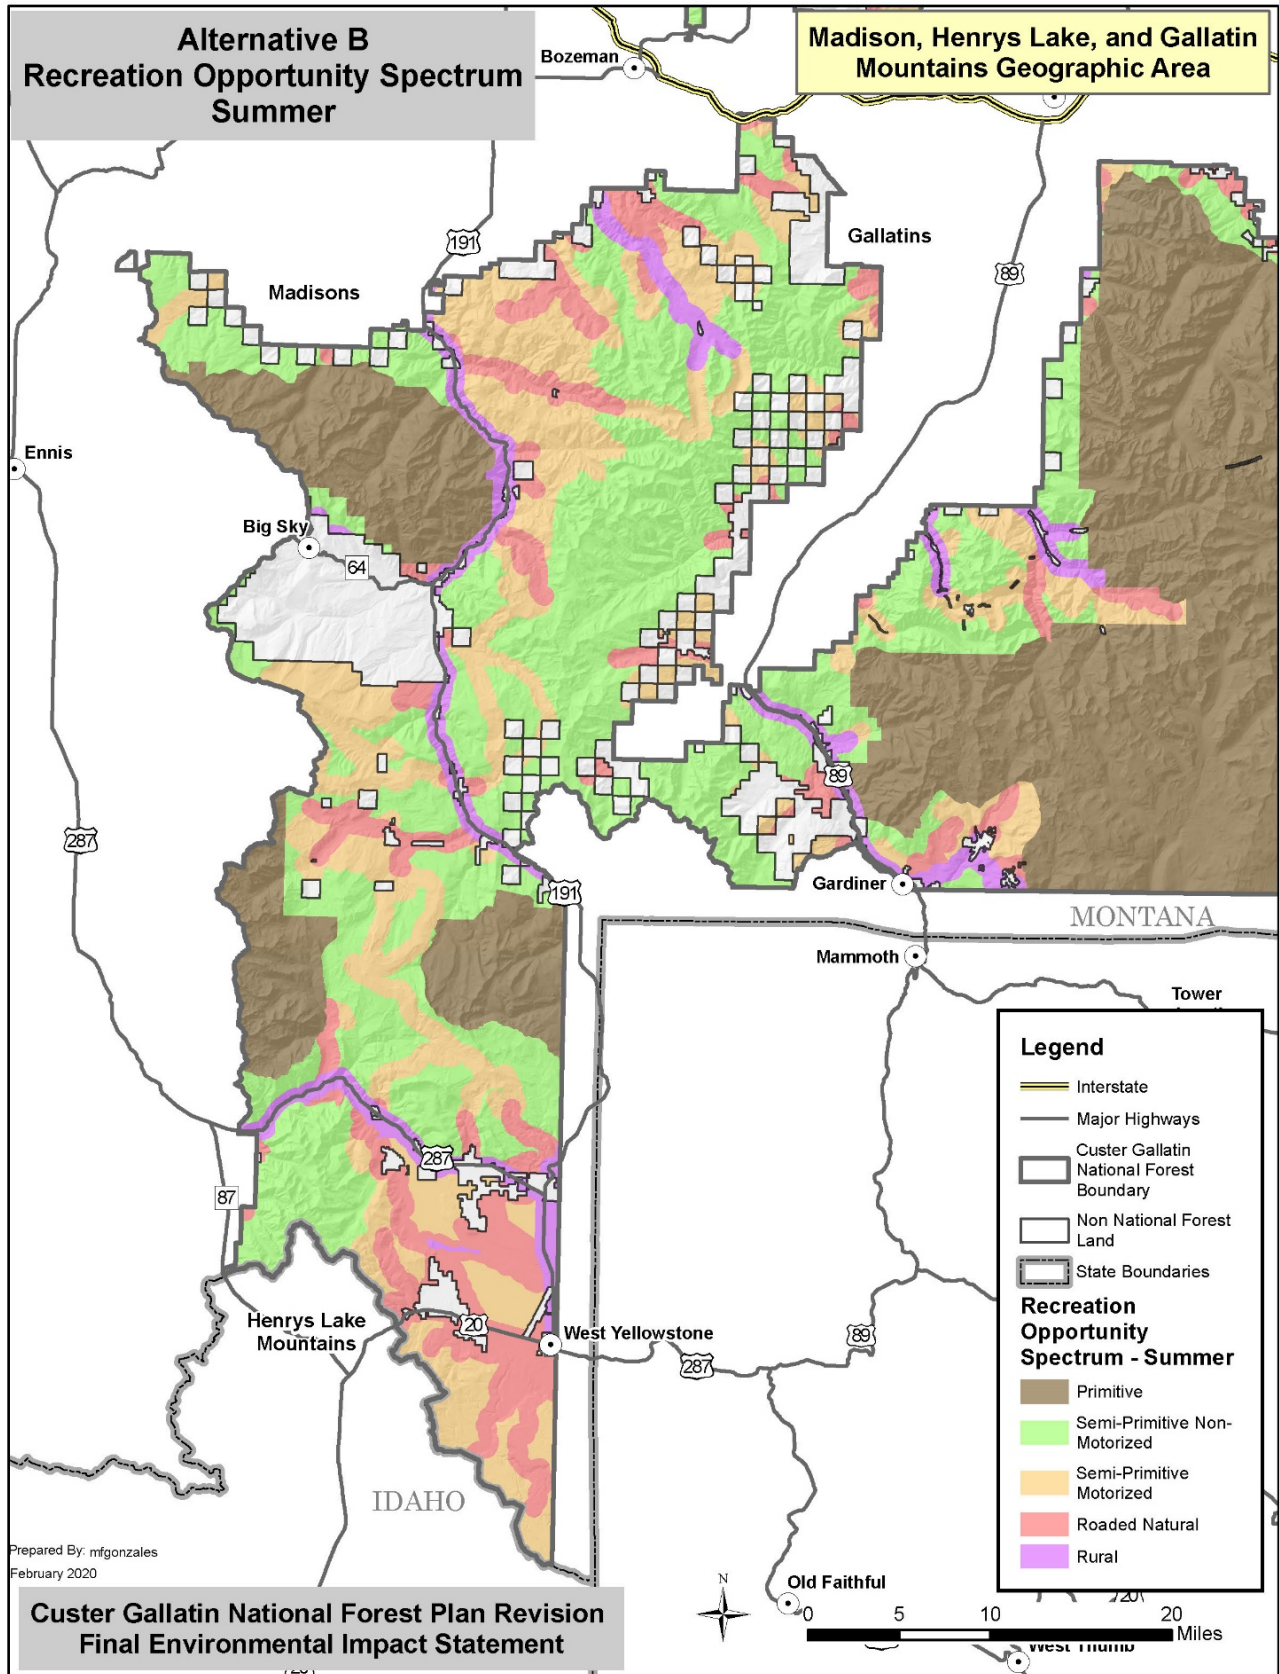 Alternative B
Recreation Opportunity Spectrum
Summer
Madison, Henrys Lake, and Gallatin
Mountains Geographic Area
Bozeman
191
Gallatins
89
Madisons
Ennis
Big Sky
64
287
89
191
Gardiner
MONTANA
Mammoth
Tower
287
87
Henrys Lake
Mountains
20
West Yellowstone
89
287
IDAHO
Old Faithful
20
West Thumb
Legend
Interstate
Major Highways
Custer Gallatin
National Forest
Boundary
Non National Forest
Land
State Boundaries
Recreation
Opportunity
Spectrum - Summer
Primitive
Semi-Primitive Non-
Motorized
Semi-Primitive
Motorized
Roaded Natural
Rural
N
0 5 10 20
Miles
Prepared By: mfgonzales
February 2020
Custer Gallatin National Forest Plan Revision
Final Environmental Impact Statement